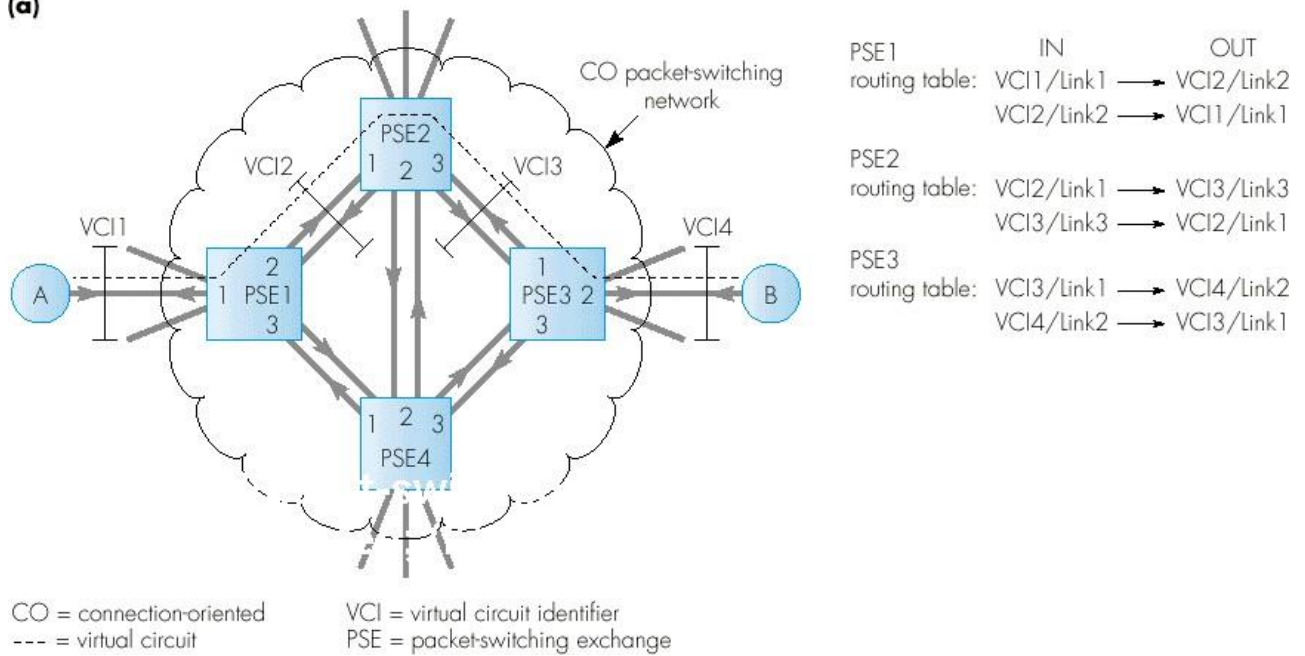 (a)
CO packet-switching
network
PSE2
1 2 3
VCI2
VCI3
VCI1
VCI4
A
2
1 PSE1
3
1
PSE3 2
3
B
1 2 3
PSE4
t-swi
CO = connection-oriented
VCI = virtual circuit identifier
--- = virtual circuit
PSE = packet-switching exchange
PSE1
IN OUT
routing table: VCI1/Link1 → VCI2/Link2
VCI2/Link2 → VCI1/Link1
PSE2
routing table: VCI2/Link1 → VCI3/Link3
VCI3/Link3 → VCI2/Link1
PSE3
routing table: VCI3/Link1 → VCI4/Link2
VCI4/Link2 → VCI3/Link1